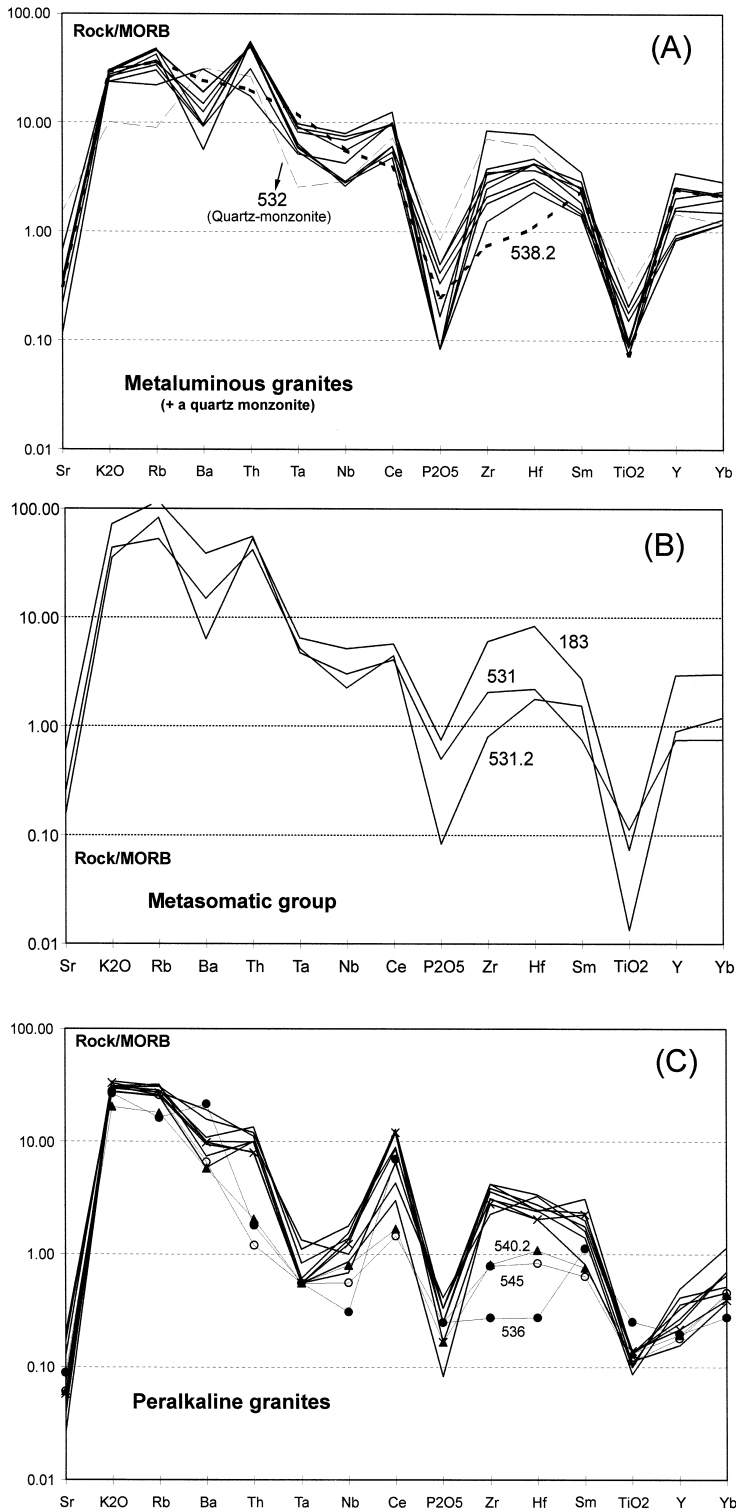 100.00
Rock/MORB
(A)
10.00
532
(Quartz-monzonite)
1.00
538.2
0.10
Metaluminous granites
(+ a quartz monzonite)
0.01
Sr K2O Rb Ba Th Ta Nb Ce P2O5 Zr Hf Sm TiO2 Y Yb
100.00
(B)
10.00
183
531
1.00
531.2
0.10
Rock/MORB
Metasomatic group
0.01
Sr K2O Rb Ba Th Ta Nb Ce P2O5 Zr Hf Sm TiO2 Y Yb
100.00
Rock/MORB
(C)
10.00
1.00
540.2
545
536
0.10
Peralkaline granites
0.01
Sr K2O Rb Ba Th Ta Nb Ce P2O5 Zr Hf Sm TiO2 Y Yb